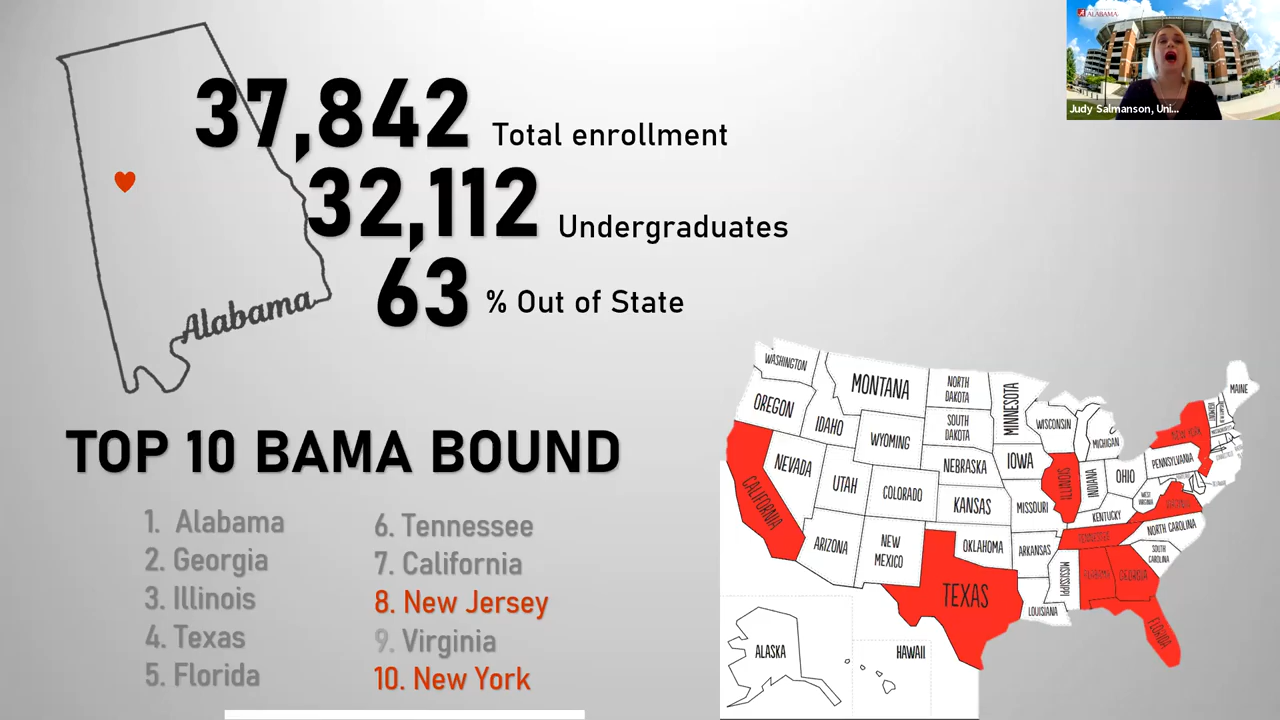 ALABAMA
Judy Salmanson, Uni...
37,842 Total enrollment
32,112 Undergraduates
63 % Out of State
Alabama
TOP 10 BAMA BOUND
1. Alabama
2. Georgia
3. Illinois
4. Texas
5. Florida
6. Tennessee
7. California
8. New Jersey
9. Virginia
10. New York
WASHINGTON
OREGON
CALIFORNIA
NEVADA
IDAHO
MONTANA
WYOMING
UTAH
COLORADO
ARIZONA
NEW MEXICO
NORTH DAKOTA
SOUTH DAKOTA
NEBRASKA
KANSAS
OKLAHOMA
TEXAS
MINNESOTA
IOWA
MISSOURI
ARKANSAS
LOUISIANA
WISCONSIN
ILLINOIS
MICHIGAN
INDIANA
OHIO
KENTUCKY
TENNESSEE
MISSISSIPPI
ALABAMA
GEORGIA
FLORIDA
SOUTH CAROLINA
NORTH CAROLINA
VIRGINIA
WEST VIRGINIA
PENNSYLVANIA
NEW YORK
VERMONT
MAINE
ALASKA
HAWAII